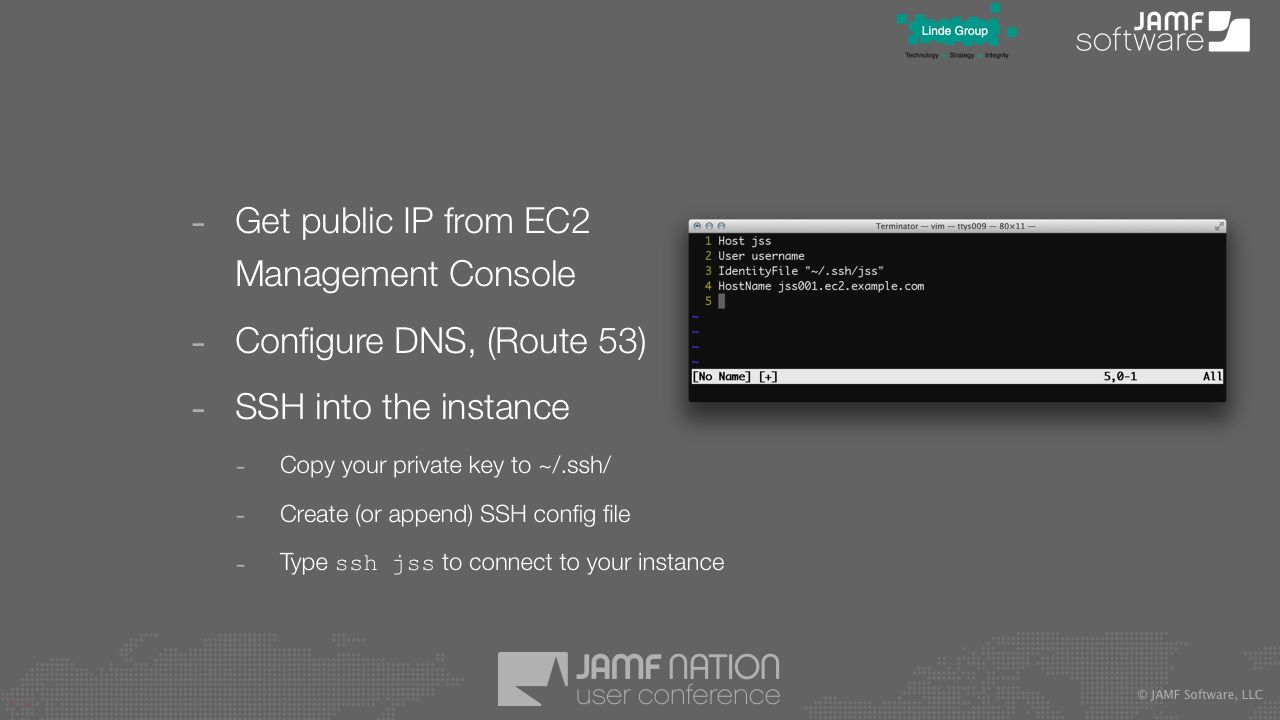 Linde Group
Technology Strategy Integrity
JAMF
software
- Get public IP from EC2
Management Console
- Configure DNS, (Route 53)
- SSH into the instance
- Copy your private key to ~/.ssh/
- Create (or append) SSH config file
- Type ssh jss to connect to your instance
Terminator — vim — ttys009 — 80×11 —
1 Host jss
2 User username
3 IdentityFile "~/.ssh/jss"
4 HostName jss001.ec2.example.com
5
~
~
~
~
[No Name] [+] 5,0-1 All
JAMF NATION
user conference
© JAMF Software, LLC